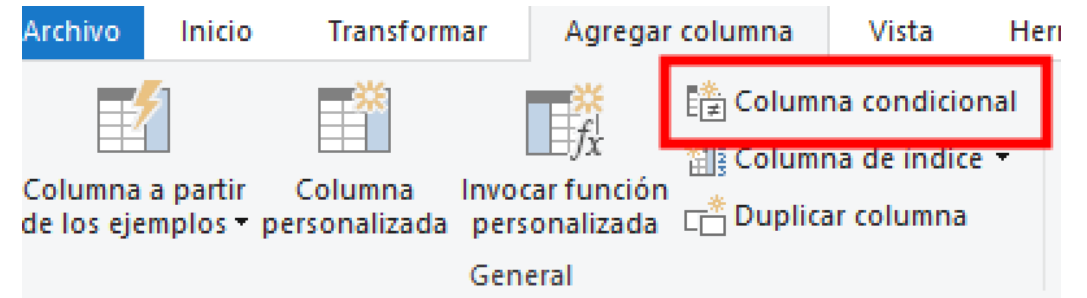 Archivo Inicio Transformar Agregar columna Vista
Columna a partir de los ejemplos
Columna personalizada
Invocar función personalizada
Columna condicional
Columna de índice
Duplicar columna
General